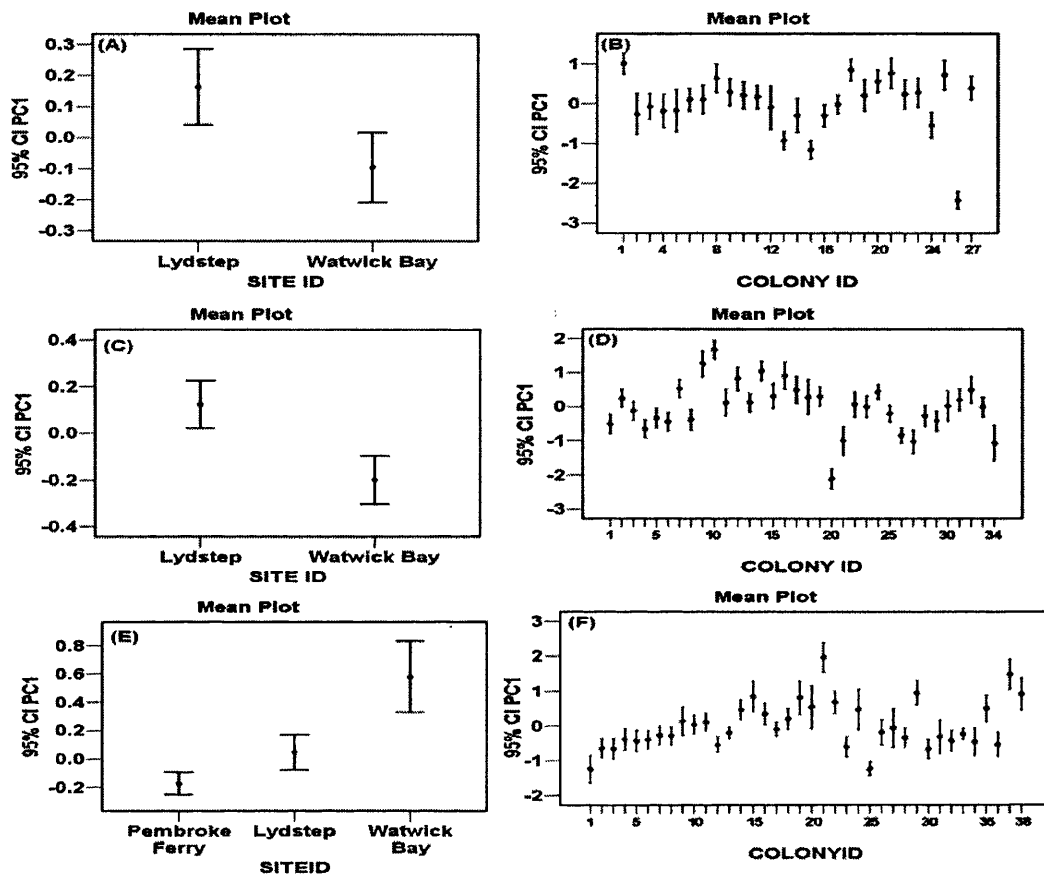 Mean Plot
(A)
95% CI PC1
0.3
0.2
0.1
0.0
-0.1
-0.2
-0.3
Lydstep Watwick Bay
SITE ID
Mean Plot
(B)
95% CI PC1
1
0
-1
-2
-3
1 4 8 12 16 20 24 27
COLONY ID
Mean Plot
(C)
95% CI PC1
0.4
0.2
0.0
-0.2
-0.4
Lydstep Watwick Bay
SITE ID
Mean Plot
(D)
95% CI PC1
2
1
0
-1
-2
-3
1 5 10 15 20 25 30 34
COLONY ID
Mean Plot
(E)
95% CI PC1
0.8
0.6
0.4
0.2
0.0
-0.2
Pembroke Lydstep Watwick
Ferry Bay
SITEID
Mean Plot
(F)
95% CI PC1
3
2
1
0
-1
-2
1 5 10 15 20 25 30 35 38
COLONYID